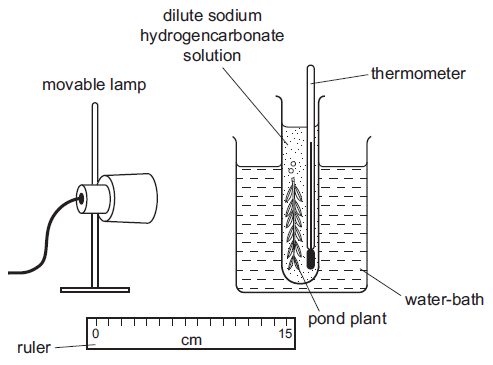 dilute sodium
hydrogencarbonate
solution
movable lamp
thermometer
water-bath
pond plant
ruler
0
15
cm